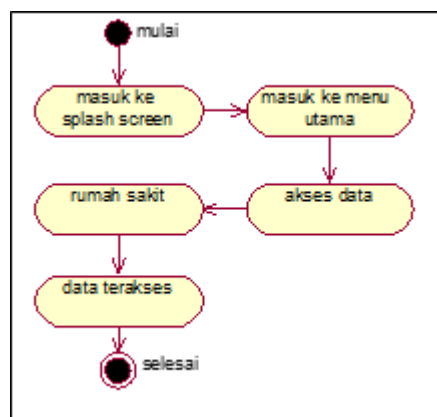 mulai
masuk ke
splash screen
masuk ke menu
utama
akses data
rumah sakit
data terakses
selesai